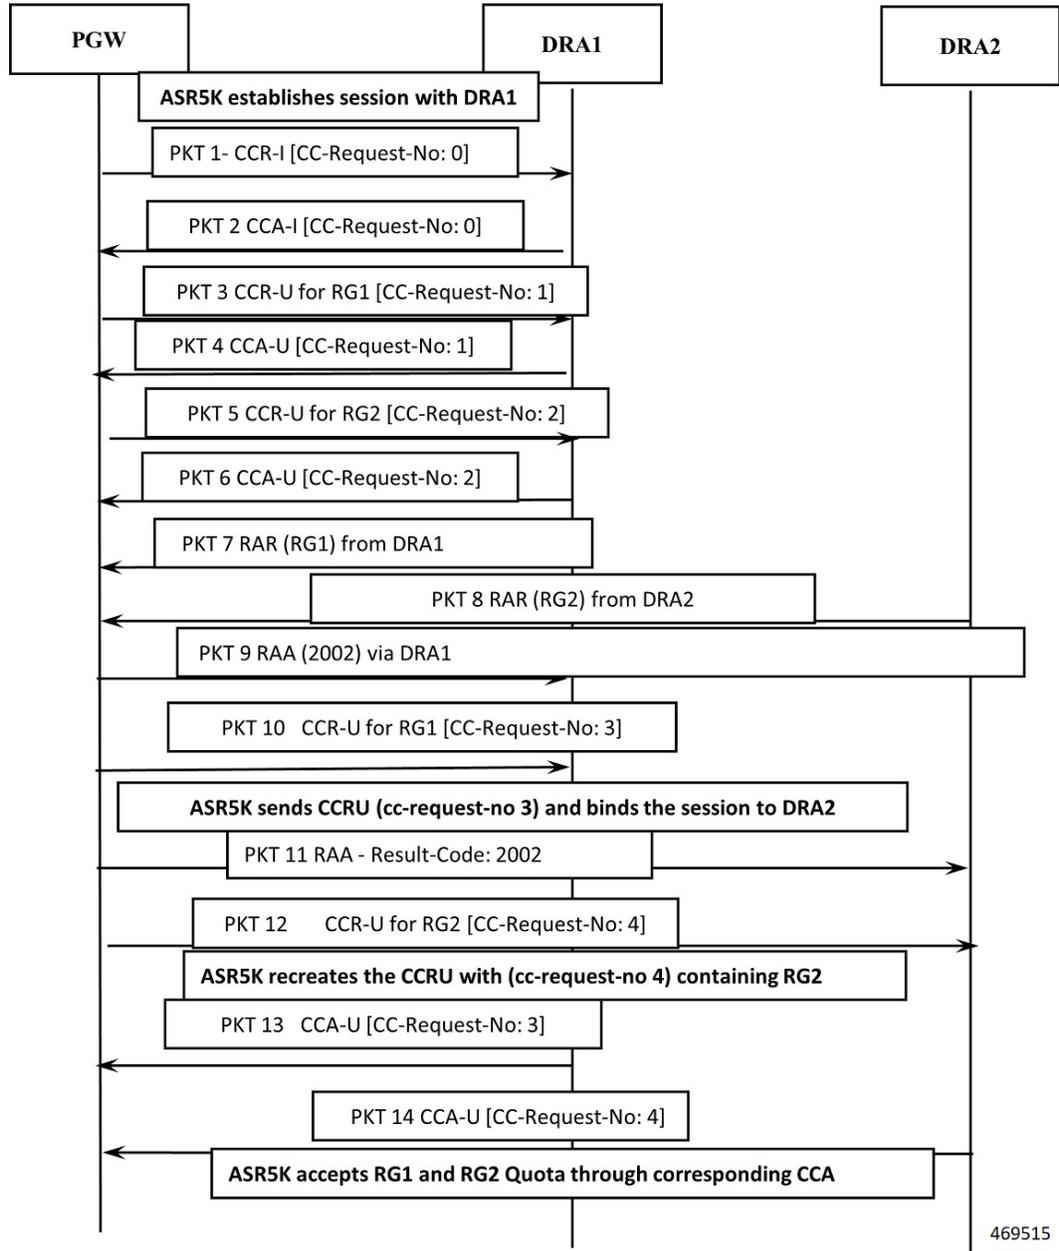 PGW
DRA1
DRA2
ASR5K establishes session with DRA1
PKT 1- CCR-I [CC-Request-No: 0]
PKT 2 CCA-I [CC-Request-No: 0]
PKT 3 CCR-U for RG1 [CC-Request-No: 1]
PKT 4 CCA-U [CC-Request-No: 1]
PKT 5 CCR-U for RG2 [CC-Request-No: 2]
PKT 6 CCA-U [CC-Request-No: 2]
PKT 7 RAR (RG1) from DRA1
PKT 8 RAR (RG2) from DRA2
PKT 9 RAA (2002) via DRA1
PKT 10 CCR-U for RG1 [CC-Request-No: 3]
ASR5K sends CCRU (cc-request-no 3) and binds the session to DRA2
PKT 11 RAA - Result-Code: 2002
PKT 12 CCR-U for RG2 [CC-Request-No: 4]
ASR5K recreates the CCRU with (cc-request-no 4) containing RG2
PKT 13 CCA-U [CC-Request-No: 3]
PKT 14 CCA-U [CC-Request-No: 4]
ASR5K accepts RG1 and RG2 Quota through corresponding CCA
469515